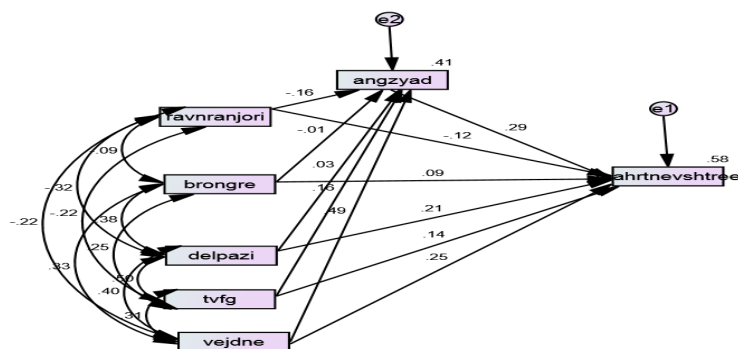 e2
.41
angzyad
e1
ravnranjori
-.16
-.12
.29
-.01
.58
ahrtnevshtree
-.09
.03
.09
brongre
.16
-.32
-.22
-.22
.49
.38
.21
delpazi
.25
.14
.33
.50
.25
.40
tvfg
.31
vejdne